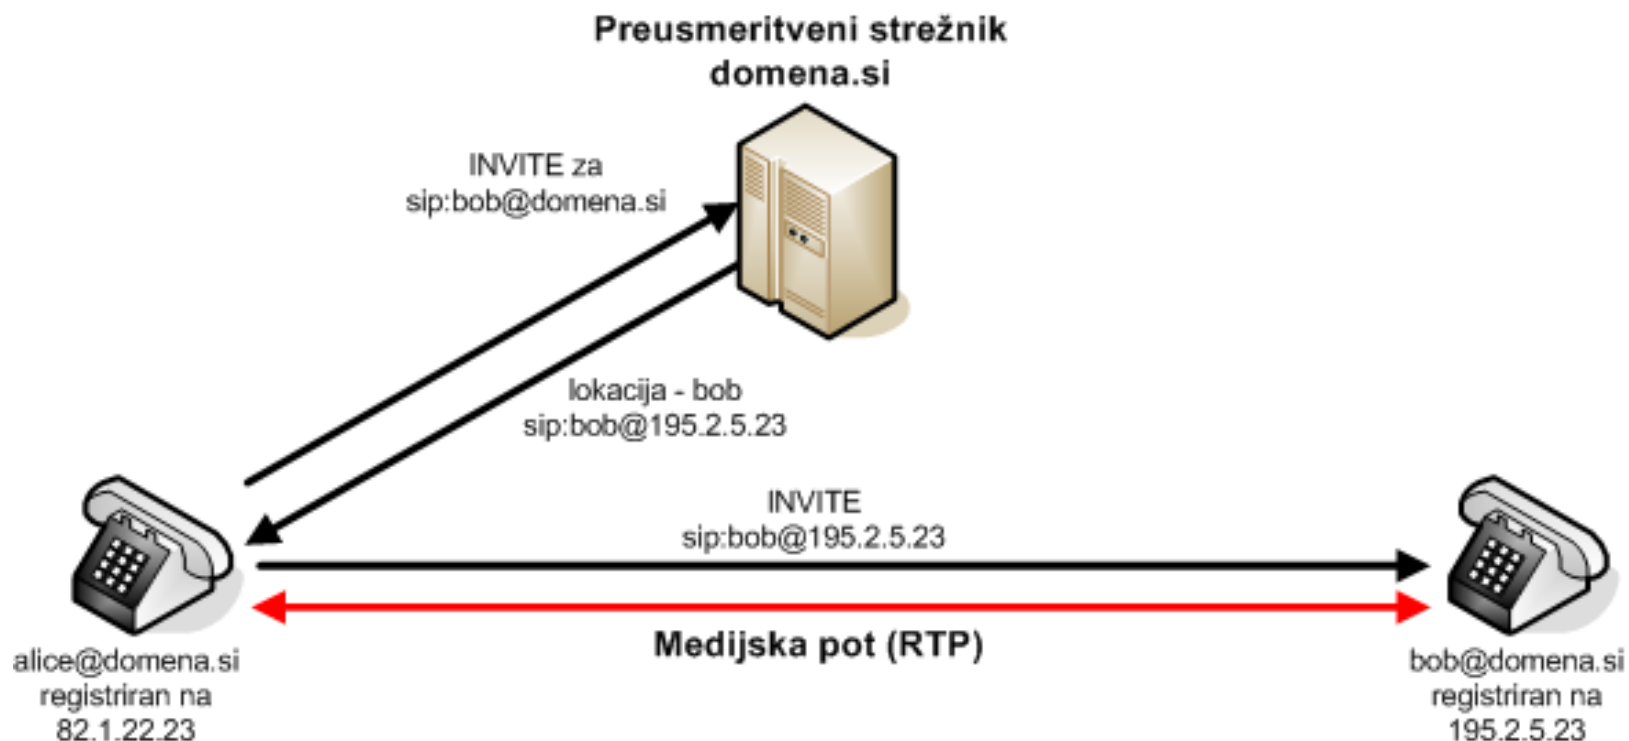 Preusmeritveni strežnik
domena.si
INVITE za
sip:bob@domena.si
lokacija - bob
sip:bob@195.2.5.23
INVITE
sip:bob@195.2.5.23
Medijska pot (RTP)
alice@domena.si
registriran na
82.1.22.23
bob@domena.si
registriran na
195.2.5.23